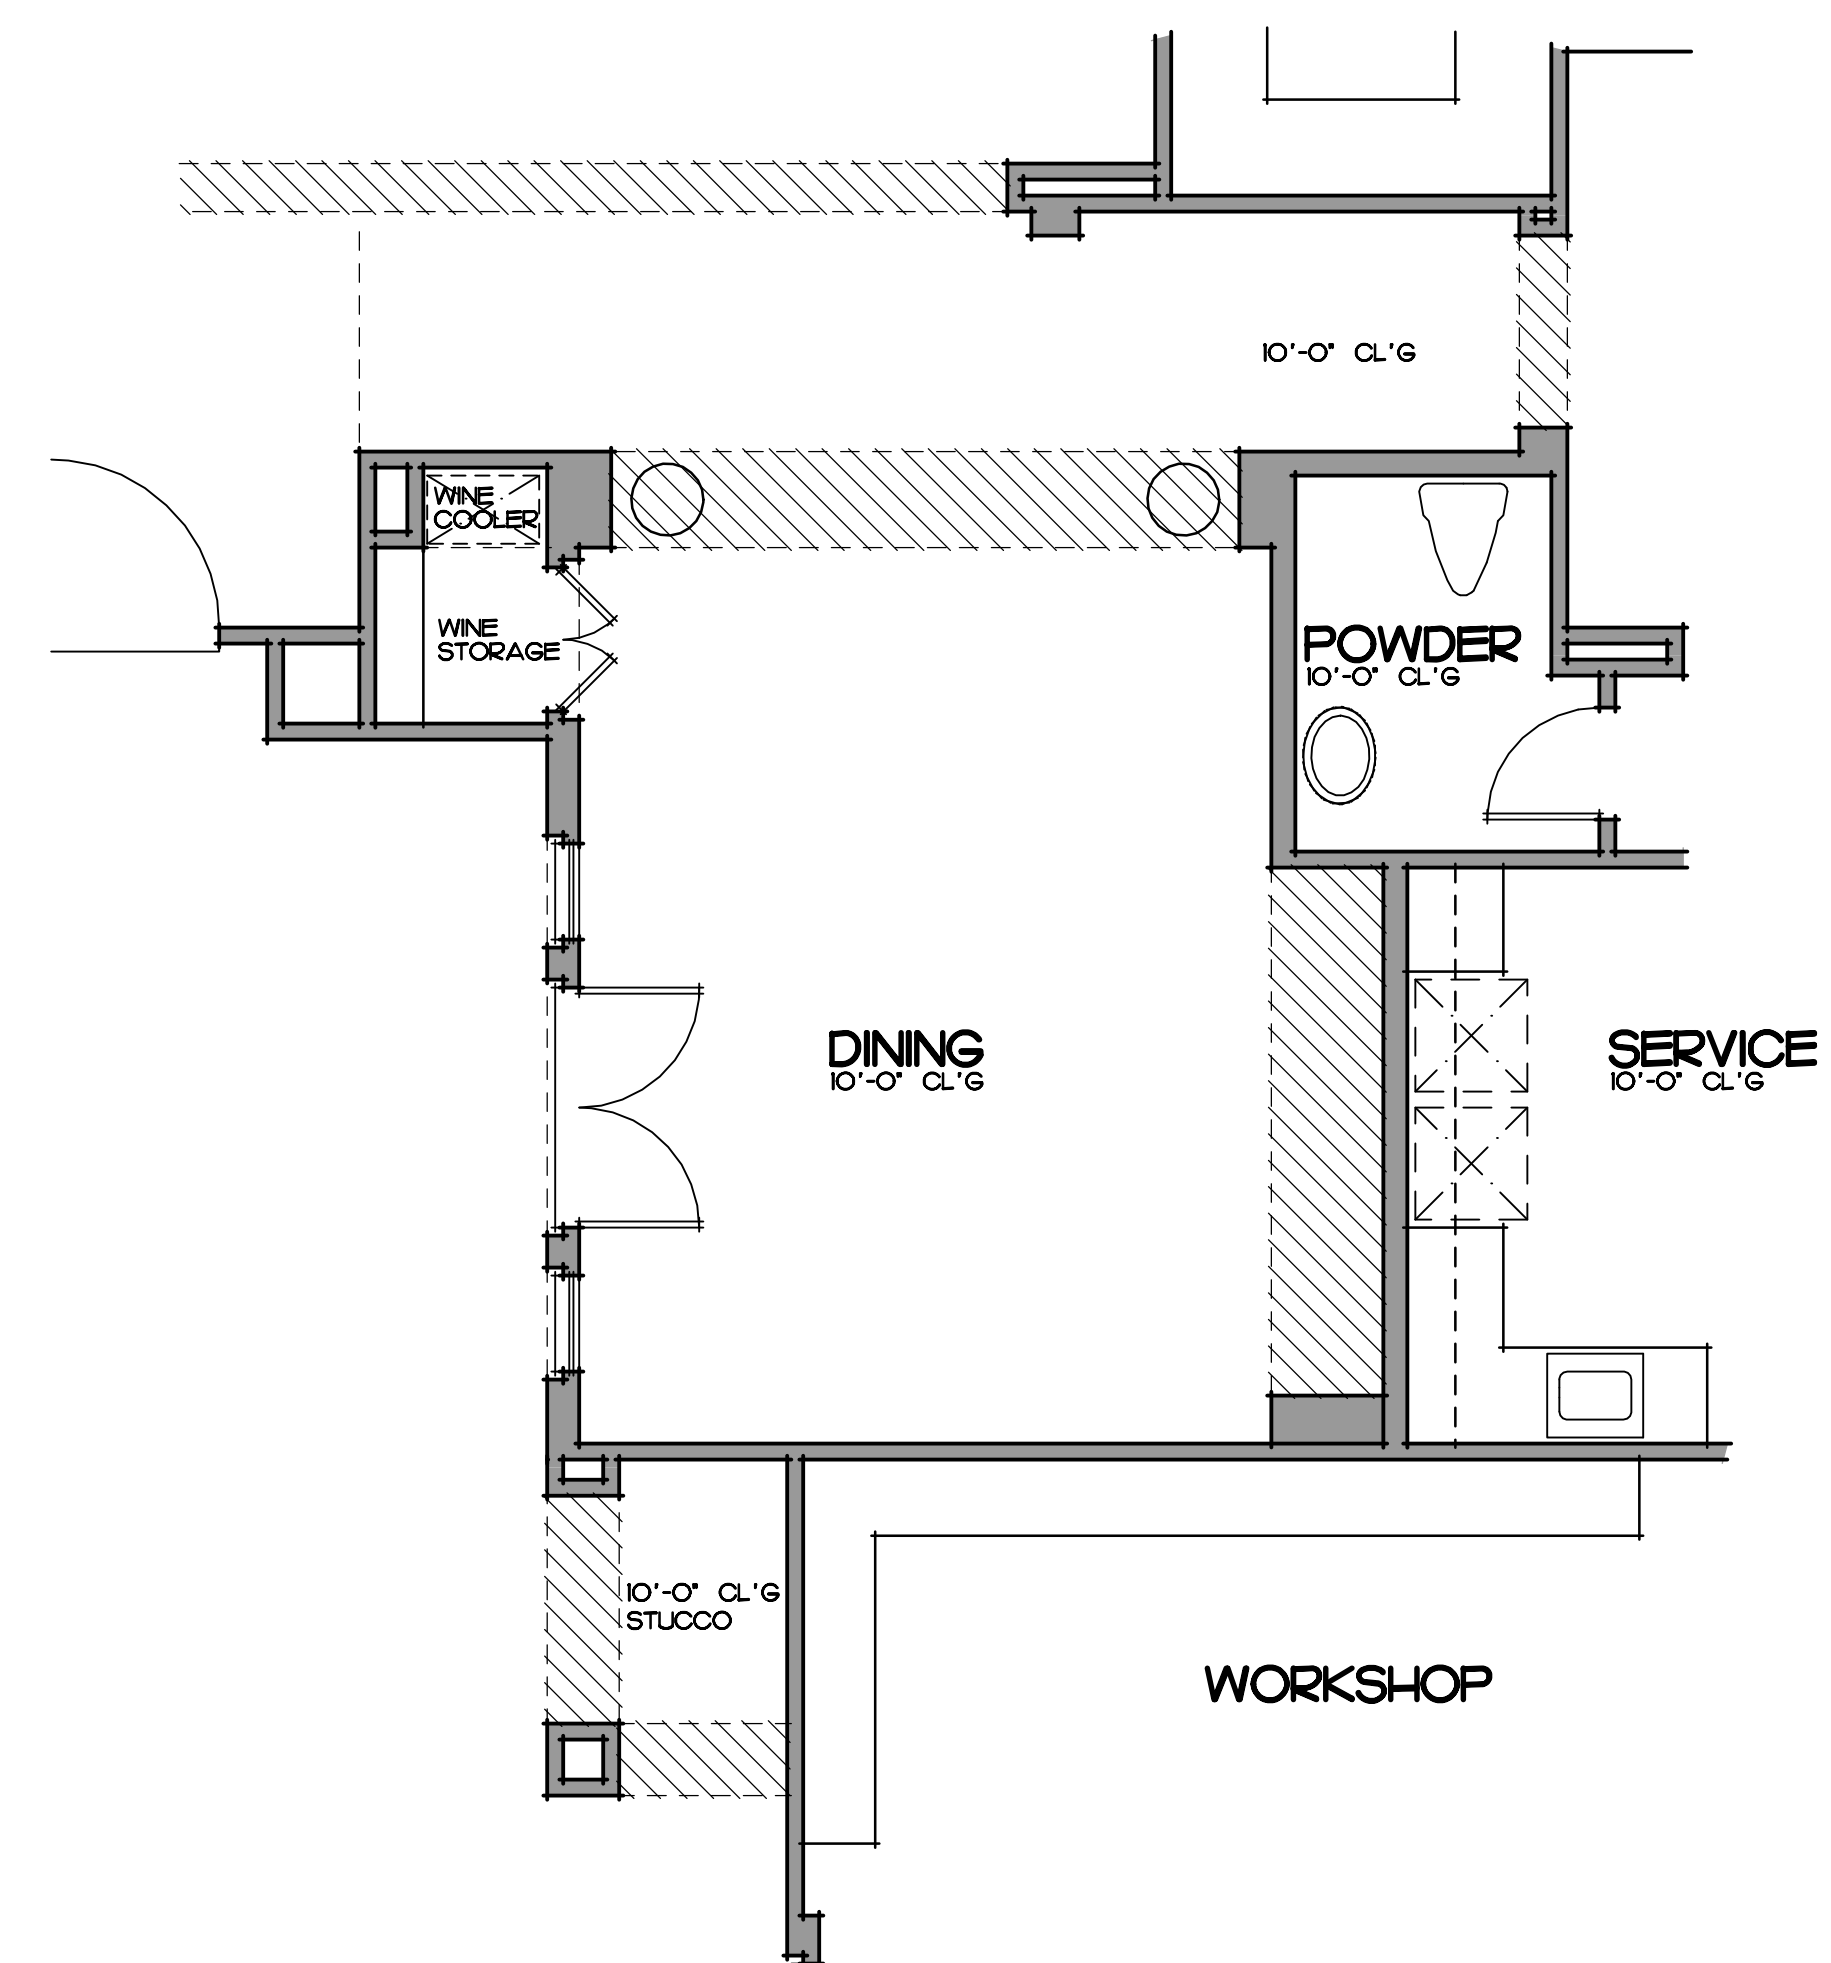 10'-0" CL'G
WINE
COOLER
WINE
STORAGE
POWDER
10'-0" CL'G
DINING
10'-0" CL'G
SERVICE
10'-0" CL'G
10'-0" CL'G
STUCCO
WORKSHOP